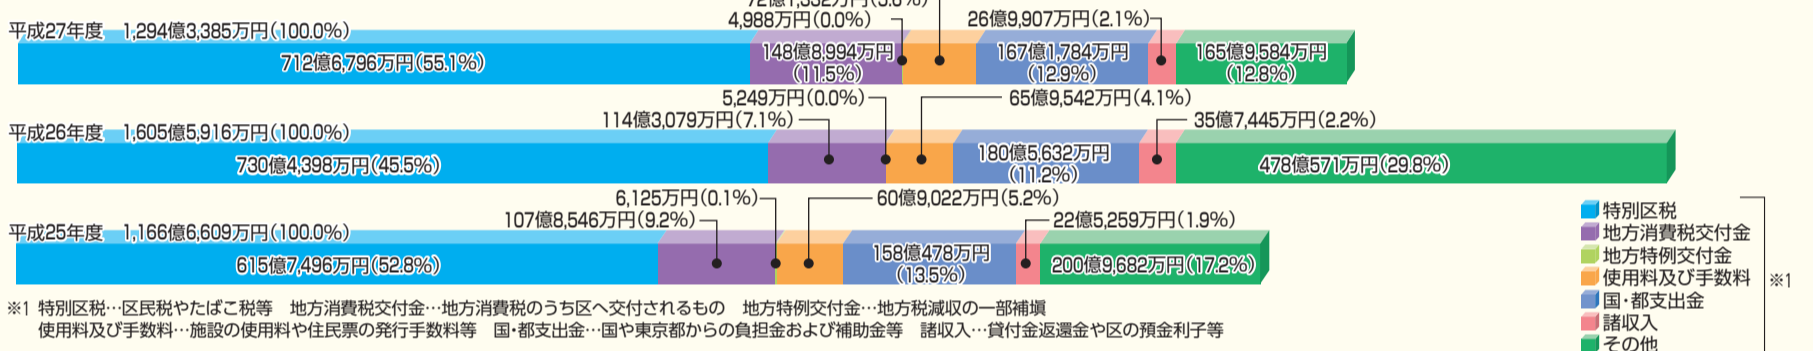 4,988万円(0.0%)
26億9,907万円(2.1%)
平成27年度 1,294億3,385万円(100.0%)
712億6,796万円(55.1%)
148億8,994万円
(11.5%)
167億1,784万円
(12.9%)
165億9,584万円
(12.8%)
5,249万円(0.0%)
65億9,542万円(4.1%)
114億3,079万円(7.1%)
35億7,445万円(2.2%)
平成26年度 1,605億5,916万円(100.0%)
730億4,398万円(45.5%)
180億5,632万円
(11.2%)
478億571万円(29.8%)
6,125万円(0.1%)
60億9,022万円(5.2%)
107億8,546万円(9.2%)
22億5,259万円(1.9%)
平成25年度 1,166億6,609万円(100.0%)
615億7,496万円(52.8%)
158億478万円
(13.5%)
200億9,682万円(17.2%)
特別区税
地方消費税交付金
地方特例交付金
使用料及び手数料
国・都支出金
諸収入
その他
※1
※1 特別区税…区民税やたばこ税等 地方消費税交付金…地方消費税のうち区へ交付されるもの 地方特例交付金…地方税減収の一部補塡
使用料及び手数料…施設の使用料や住民票の発行手数料等 国・都支出金…国や東京都からの負担金および補助金等 諸収入…貸付金返還金や区の預金利子等